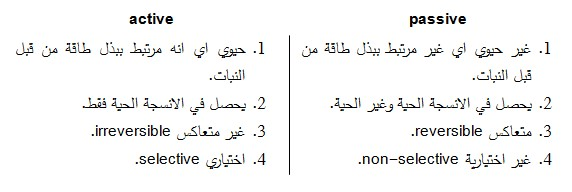 passive
1. غير حيوي اي غير مرتبط ببذل طاقة من
قبل النبات.
2. يحصل في الانسجة الحية وغير الحية.
3. متعاكس reversible.
4. غير اختيارية non-selective.
active
1. حيوي اي انه مرتبط ببذل طاقة من قبل
النبات.
2. يحصل في الانسجة الحية فقط.
3. غير متعاكس irreversible.
4. اختياري selective.